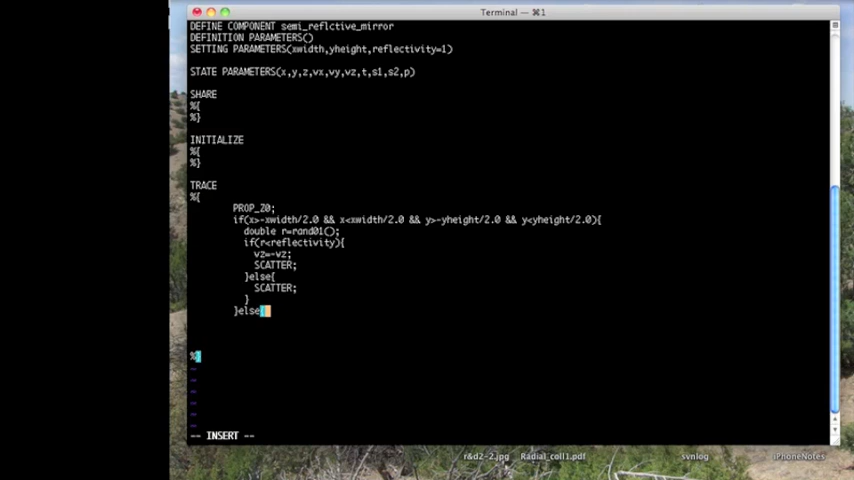 Terminal — ⌘1
DEFINE COMPONENT semi_reflctive_mirror
DEFINITION PARAMETERS()
SETTING PARAMETERS(xwidth,yheight,reflectivity=1)
STATE PARAMETERS(x,y,z,vx,vy,vz,t,s1,s2,p)
SHARE
%{
%}
INITIALIZE
%{
%}
TRACE
%{
PROP_Z0;
if(x>-xwidth/2.0 && x<xwidth/2.0 && y>-yheight/2.0 && y<yheight/2.0){
double r=rand01();
if(r<reflectivity){
vz=-vz;
SCATTER;
}else{
SCATTER;
}
}else{
%}
~
~
~
~
~
~
-- INSERT --
r&d2-2.jpg Radial_coll1.pdf svnlog iPhoneNotes